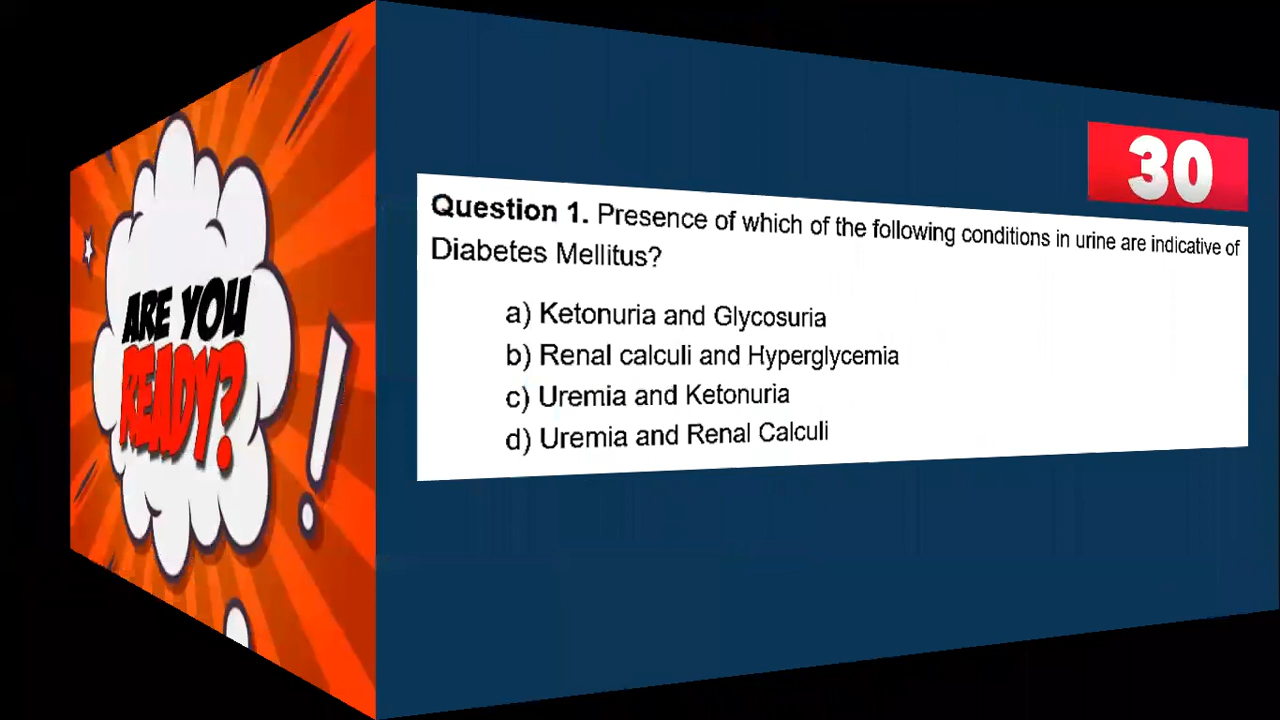 ARE YOU
READY?
30
Question 1. Presence of which of the following conditions in urine are indicative of
Diabetes Mellitus?
a) Ketonuria and Glycosuria
b) Renal calculi and Hyperglycemia
c) Uremia and Ketonuria
d) Uremia and Renal Calculi